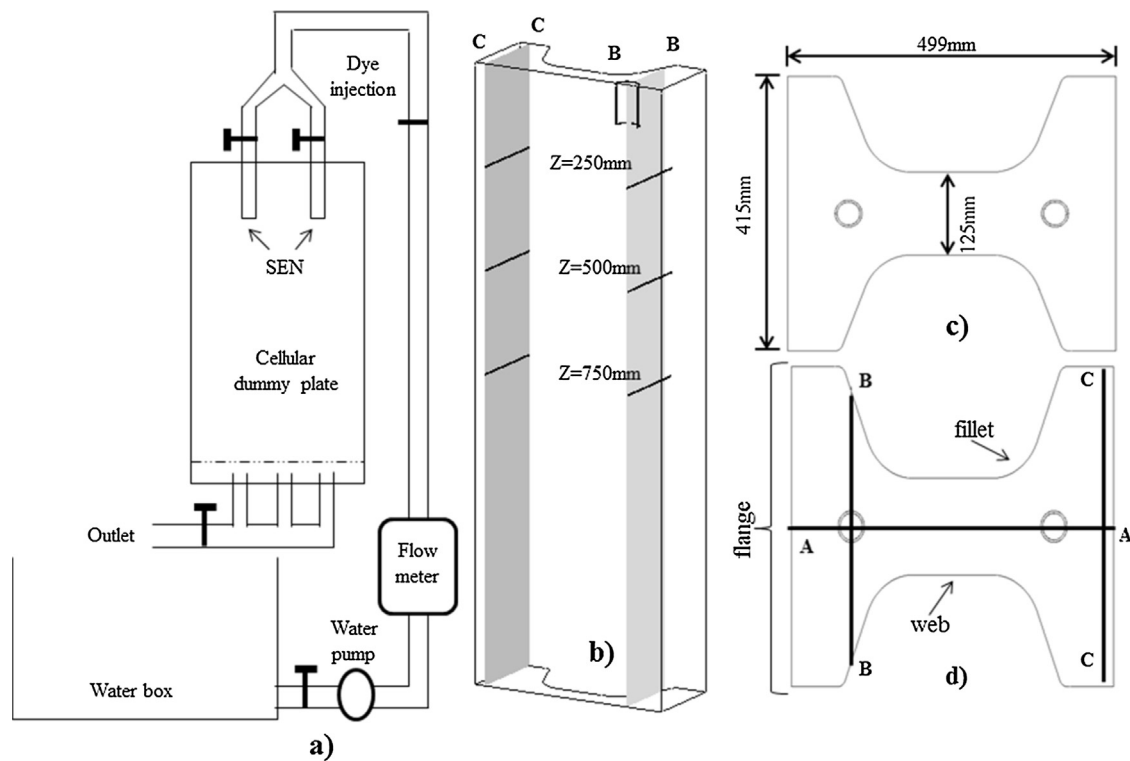 Dye
injection
SEN
Cellular
dummy plate
Outlet
Flow
meter
Water
pump
Water box
a)
C
C
B
B
Z=250mm
Z=500mm
Z=750mm
b)
499mm
415mm
125mm
c)
B
C
fillet
flange
A
A
web
B
C
d)